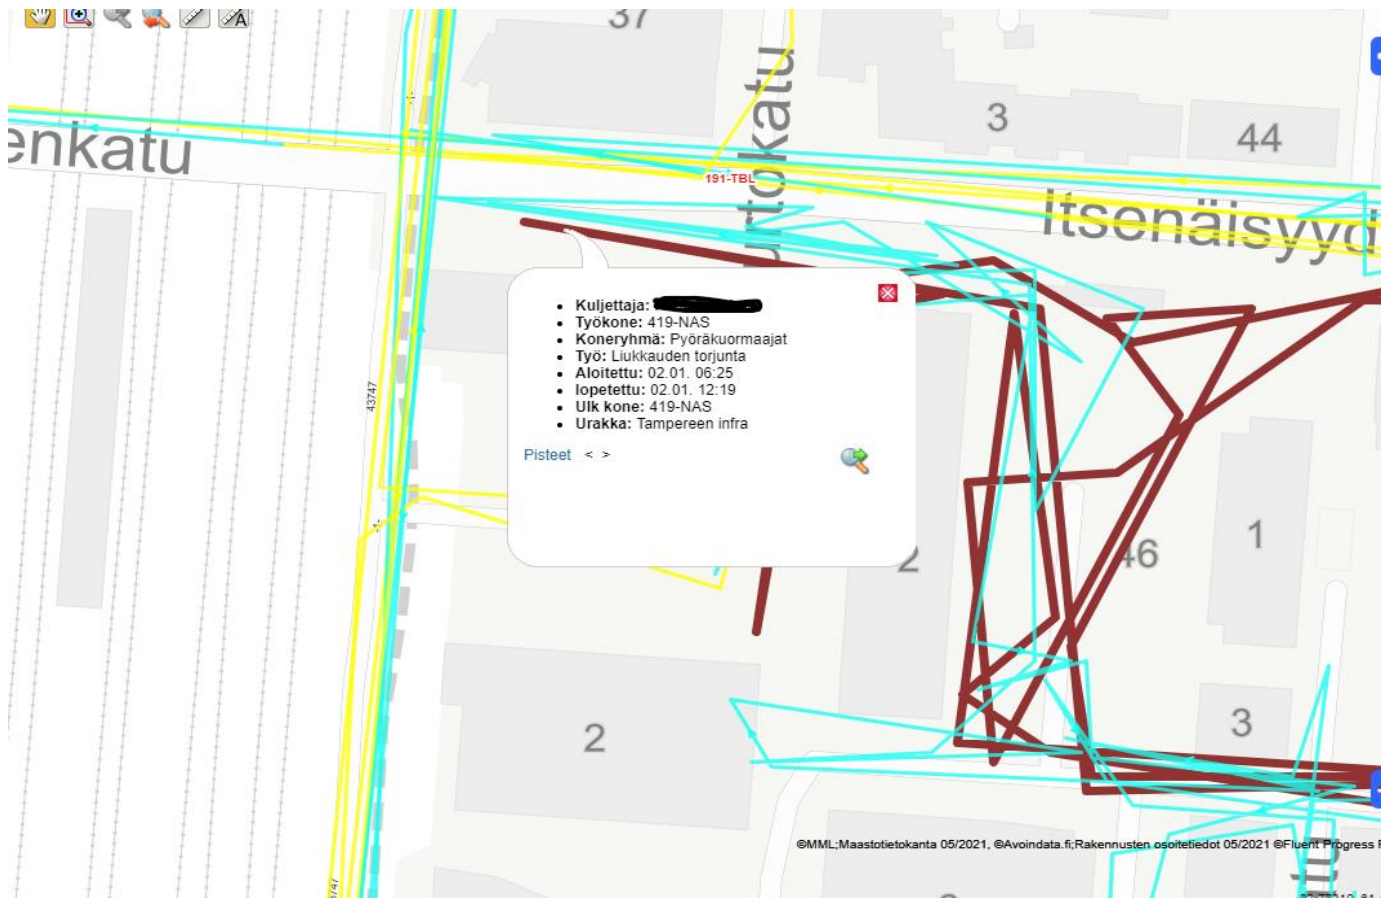 37
3
44
enkatu
191-TBL
urtokatu
Itsenäisyyd
Kuljettaja:
Työkone: 419-NAS
Koneryhmä: Pyöräkuormaajat
Työ: Liukkauden torjunta
Aloitettu: 02.01. 06:25
lopetettu: 02.01. 12:19
Ulk kone: 419-NAS
Urakka: Tampereen infra
Pisteet < >
43747
2
46
1
2
3
©MML;Maastotietokanta 05/2021, ©Avoindata.fi;Rakennusten osoitetiedot 05/2021 ©Fluent Progress